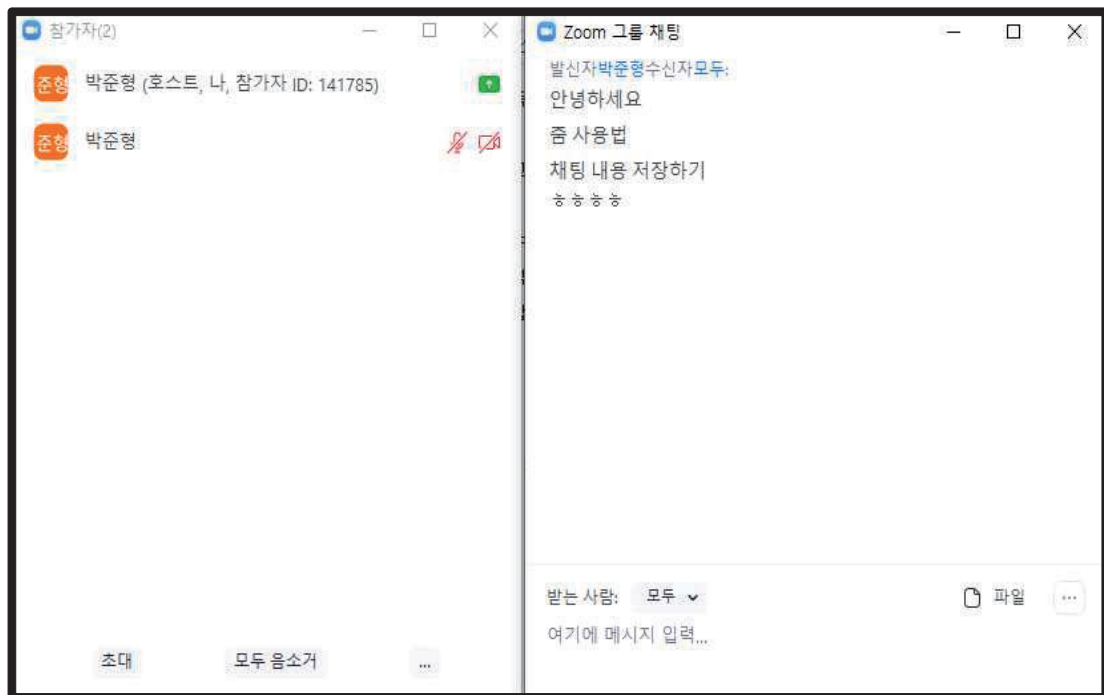 참가자(2)
준형 박준형 (호스트, 나, 참가자 ID: 141785)
준형 박준형
초대 모두 음소거 ...
Zoom 그룹 채팅
발신자박준형수신자모두:
안녕하세요
줌 사용법
채팅 내용 저장하기
ㅎㅎㅎㅎ
받는 사람: 모두 파일 ...
여기에 메시지 입력...